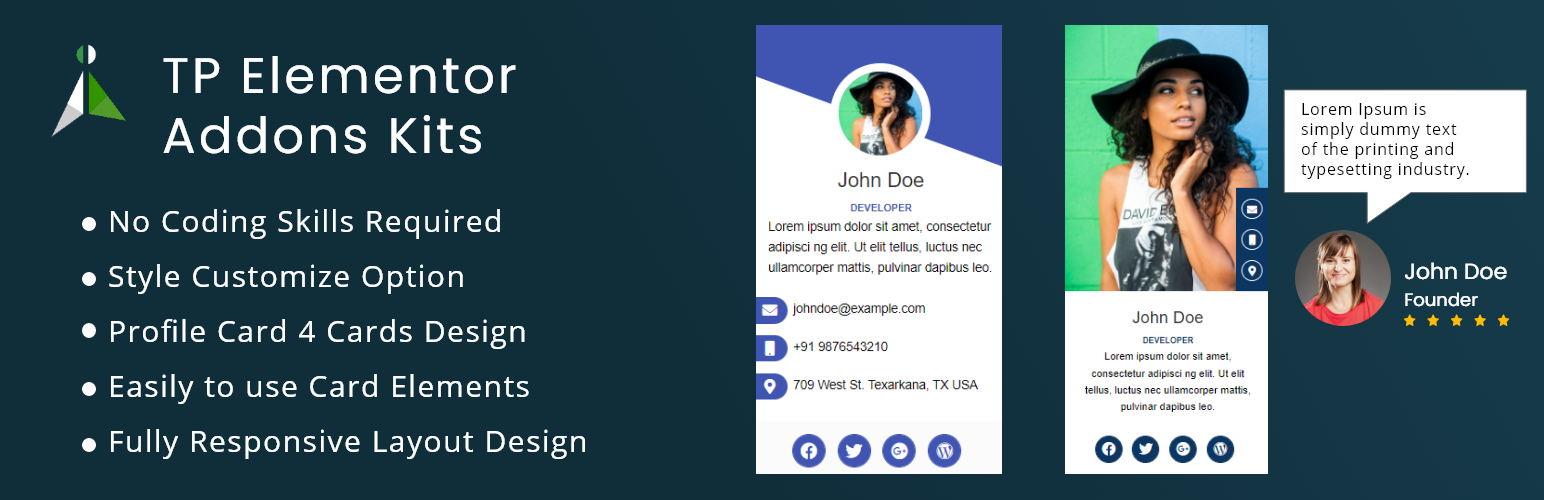 TP Elementor
Addons Kits
No Coding Skills Required
Style Customize Option
Profile Card 4 Cards Design
Easily to use Card Elements
Fully Responsive Layout Design
John Doe
DEVELOPER
Lorem ipsum dolor sit amet, consectetur
adipisci ng elit. Ut elit tellus, luctus nec
ullamcorper mattis, pulvinar dapibus leo.
johndoe@example.com
+91 9876543210
709 West St. Texarkana, TX USA
DAVID
John Doe
DEVELOPER
Lorem ipsum dolor sit amet,
consectetur adipisci ng elit. Ut elit
tellus, luctus nec ullamcorper mattis,
pulvinar dapibus leo.
Lorem Ipsum is
simply dummy text
of the printing and
typesetting industry.
John Doe
Founder